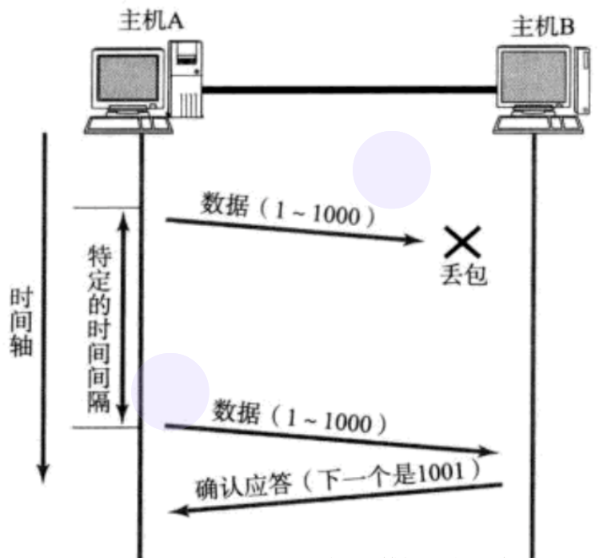 主机A
主机B
数据（1～1000）
丢包
特定的时间间隔
时间轴
数据（1～1000）
确认应答（下一个是1001）